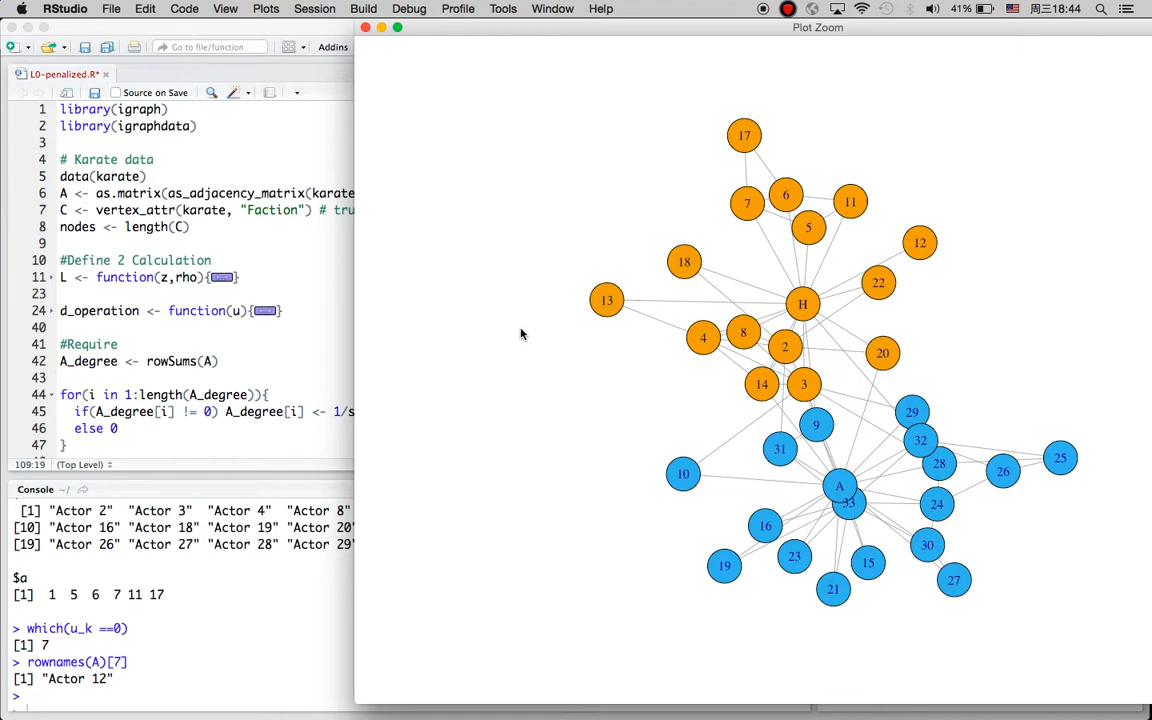 RStudio File Edit Code View Plots Session Build Debug Profile Tools Window Help 41% 周三18:44
Plot Zoom
Go to file/function Addins
L0-penalized.R*
Source on Save
1 library(igraph)
2 library(igraphdata)
3
4 # Karate data
5 data(karate)
6 A <- as.matrix(as_adjacency_matrix(karate
7 C <- vertex_attr(karate, "Faction") # tru
8 nodes <- length(C)
9
10 #Define 2 Calculation
11 L <- function(z,rho){}
23
24 d_operation <- function(u){}
40
41 #Require
42 A_degree <- rowSums(A)
43
44 for(i in 1:length(A_degree)){
45 if(A_degree[i] != 0) A_degree[i] <- 1/s
46 else 0
47 }
109:19 (Top Level)
Console ~/
[1] "Actor 2" "Actor 3" "Actor 4" "Actor 8"
[10] "Actor 16" "Actor 18" "Actor 19" "Actor 20"
[19] "Actor 26" "Actor 27" "Actor 28" "Actor 29"
$a
[1] 1 5 6 7 11 17
> which(u_k ==0)
[1] 7
> rownames(A)[7]
[1] "Actor 12"
>
17
6
7
11
5
12
18
22
13
H
8
4
2
20
14
3
29
9
32
31
25
28
26
10
A
33
24
16
30
23
15
19
27
21